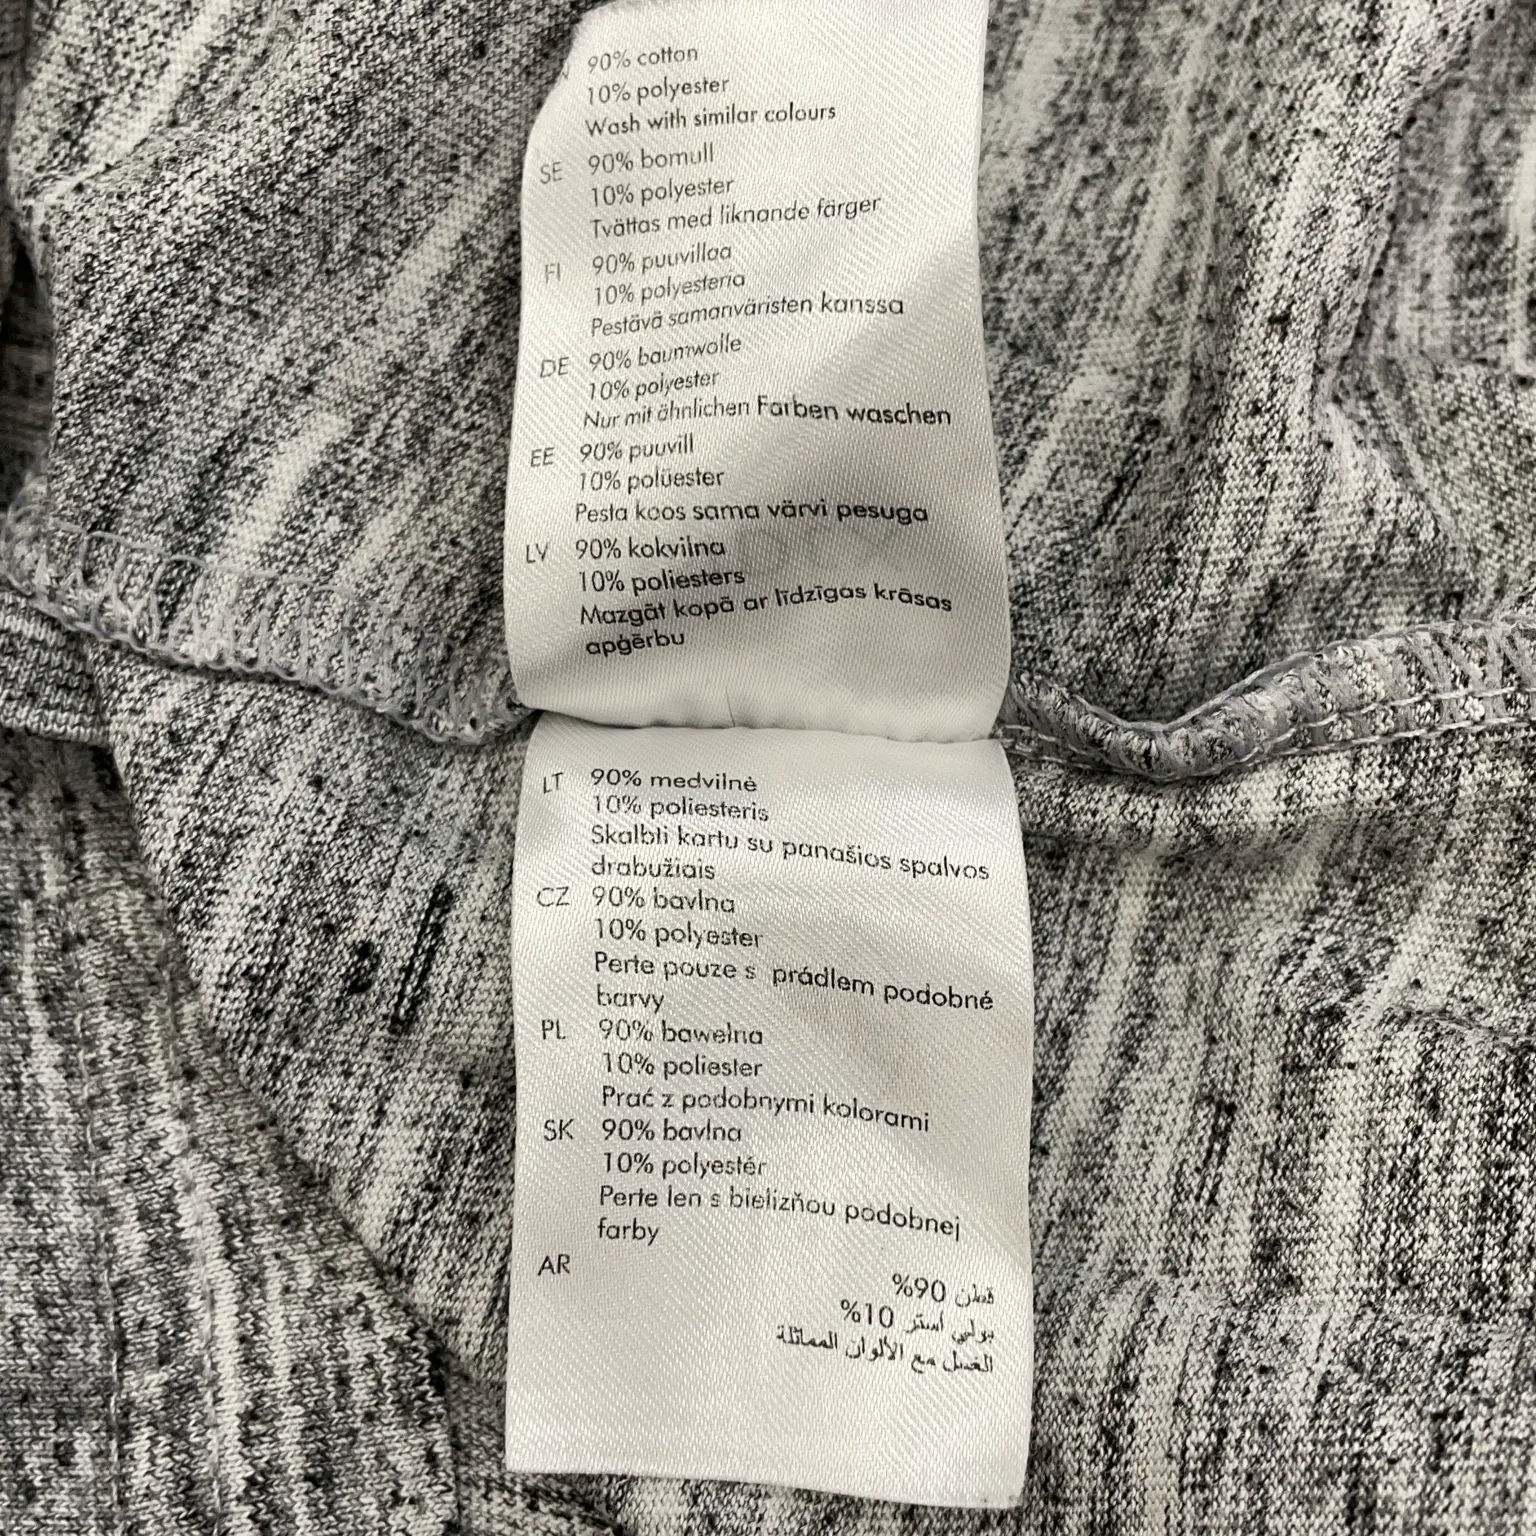 90% cotton
10% polyester
Wash with similar colours
SE 90% bomull
10% polyester
Tvättas med liknande färger
FI 90% puuvillaa
10% polyesteria
Pestävä samanväristen kanssa
DE 90% baumwolle
10% polyester
Nur mit ähnlichen Farben waschen
EE 90% puuvill
10% polüester
Pesta koos sama värvi pesuga
LV 90% kokvilna
10% poliesters
Mazgāt kopā ar līdzīgas krāsas
apģērbu
LT 90% medvilnė
10% poliesteris
Skalbti kartu su panašios spalvos
drabužiais
CZ 90% bavlna
10% polyester
Perte pouze s prádlem podobné
barvy
PL 90% bawełna
10% poliester
Prać z podobnymi kolorami
SK 90% bavlna
10% polyestér
Perte len s bielizňou podobnej
farby
AR
قطن 90%
بولي استر 10%
الغسل مع الألوان المماثلة